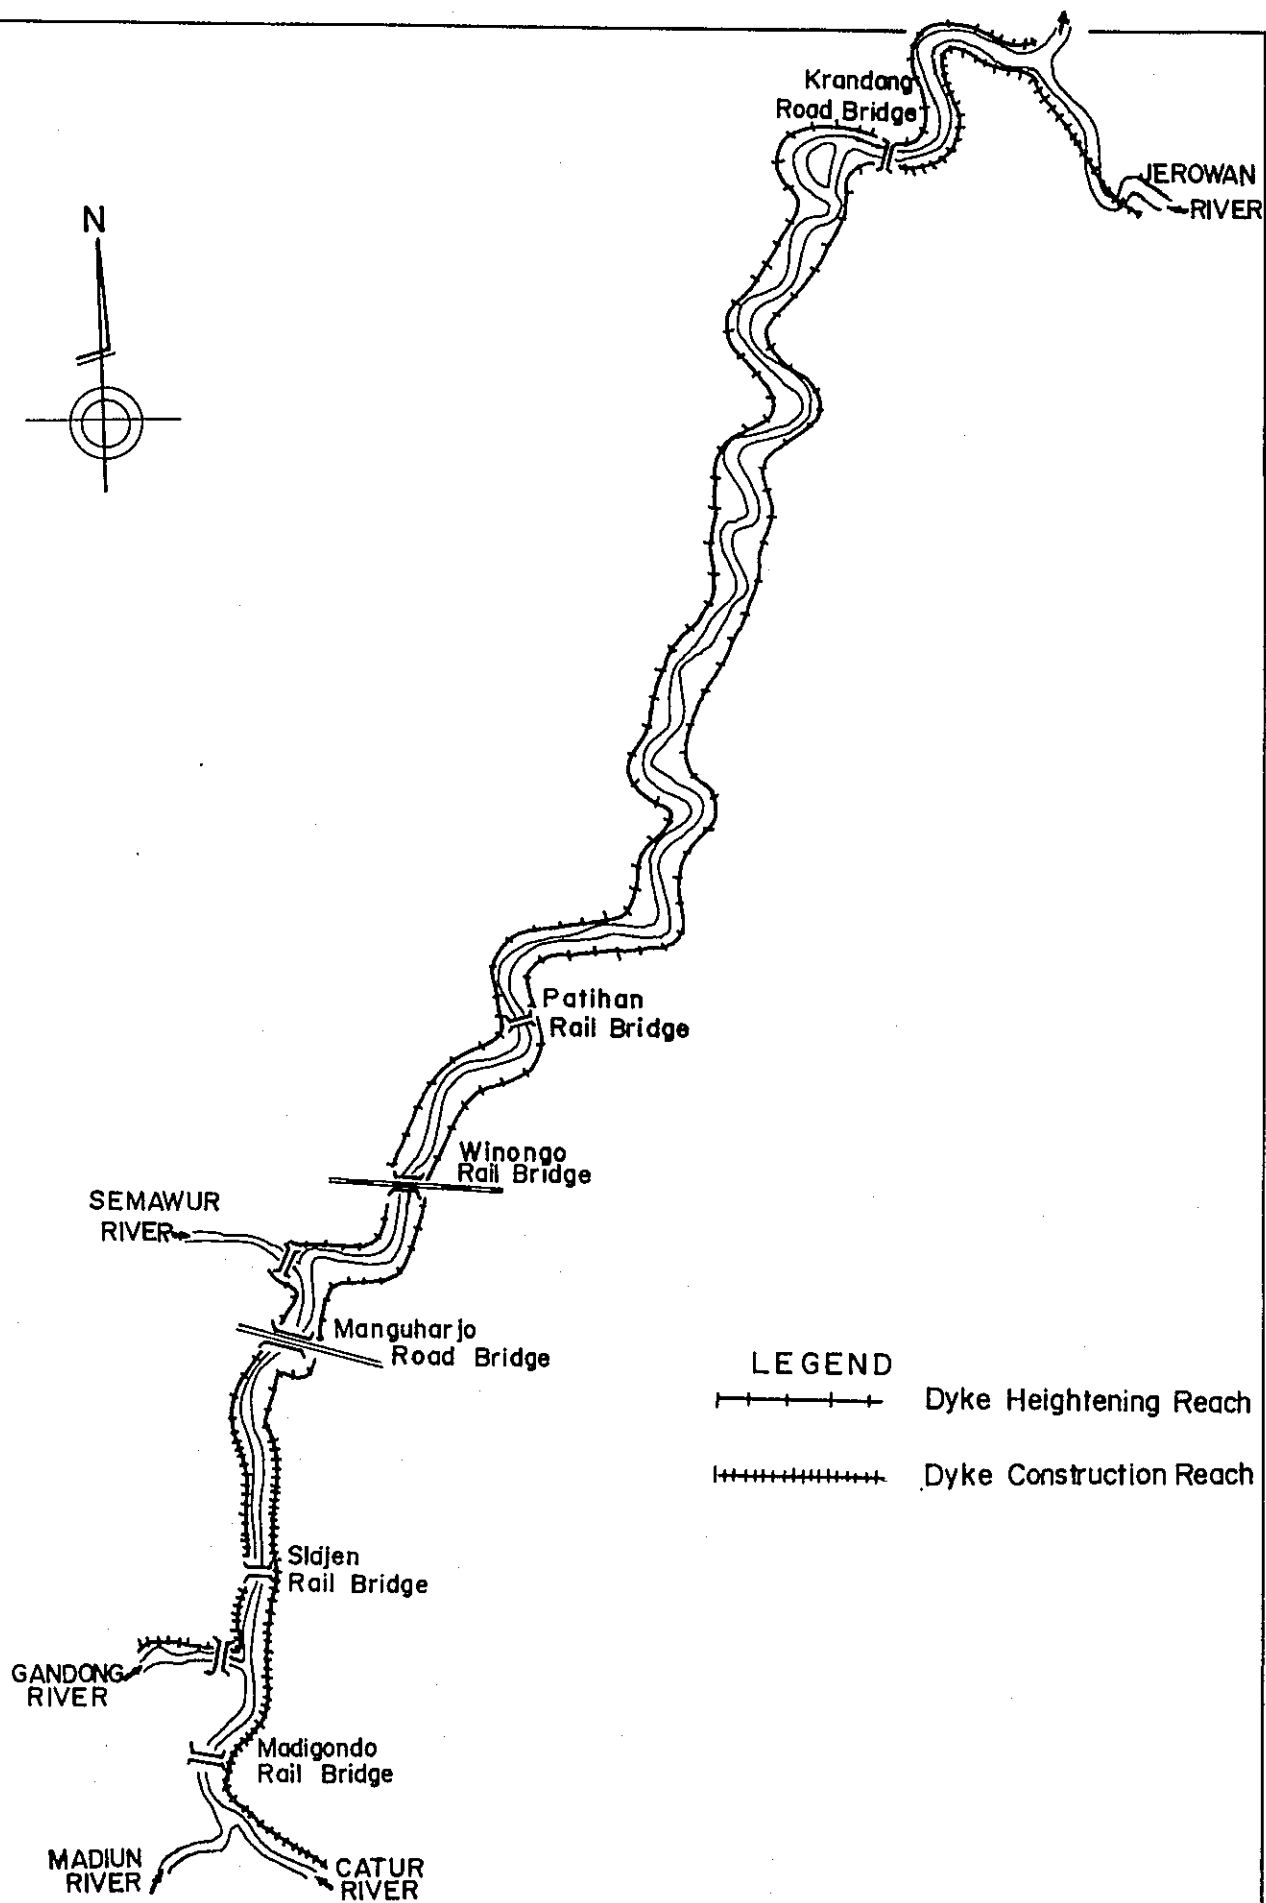 Krandang
Road Bridge
JEROWAN
RIVER
N
Patihan
Rail Bridge
Winongo
Rail Bridge
SEMAWUR
RIVER
Manguharjo
Road Bridge
LEGEND
Dyke Heightening Reach
Dyke Construction Reach
Slajen
Rail Bridge
GANDONG
RIVER
Madigondo
Rail Bridge
MADIUN
RIVER
CATUR
RIVER